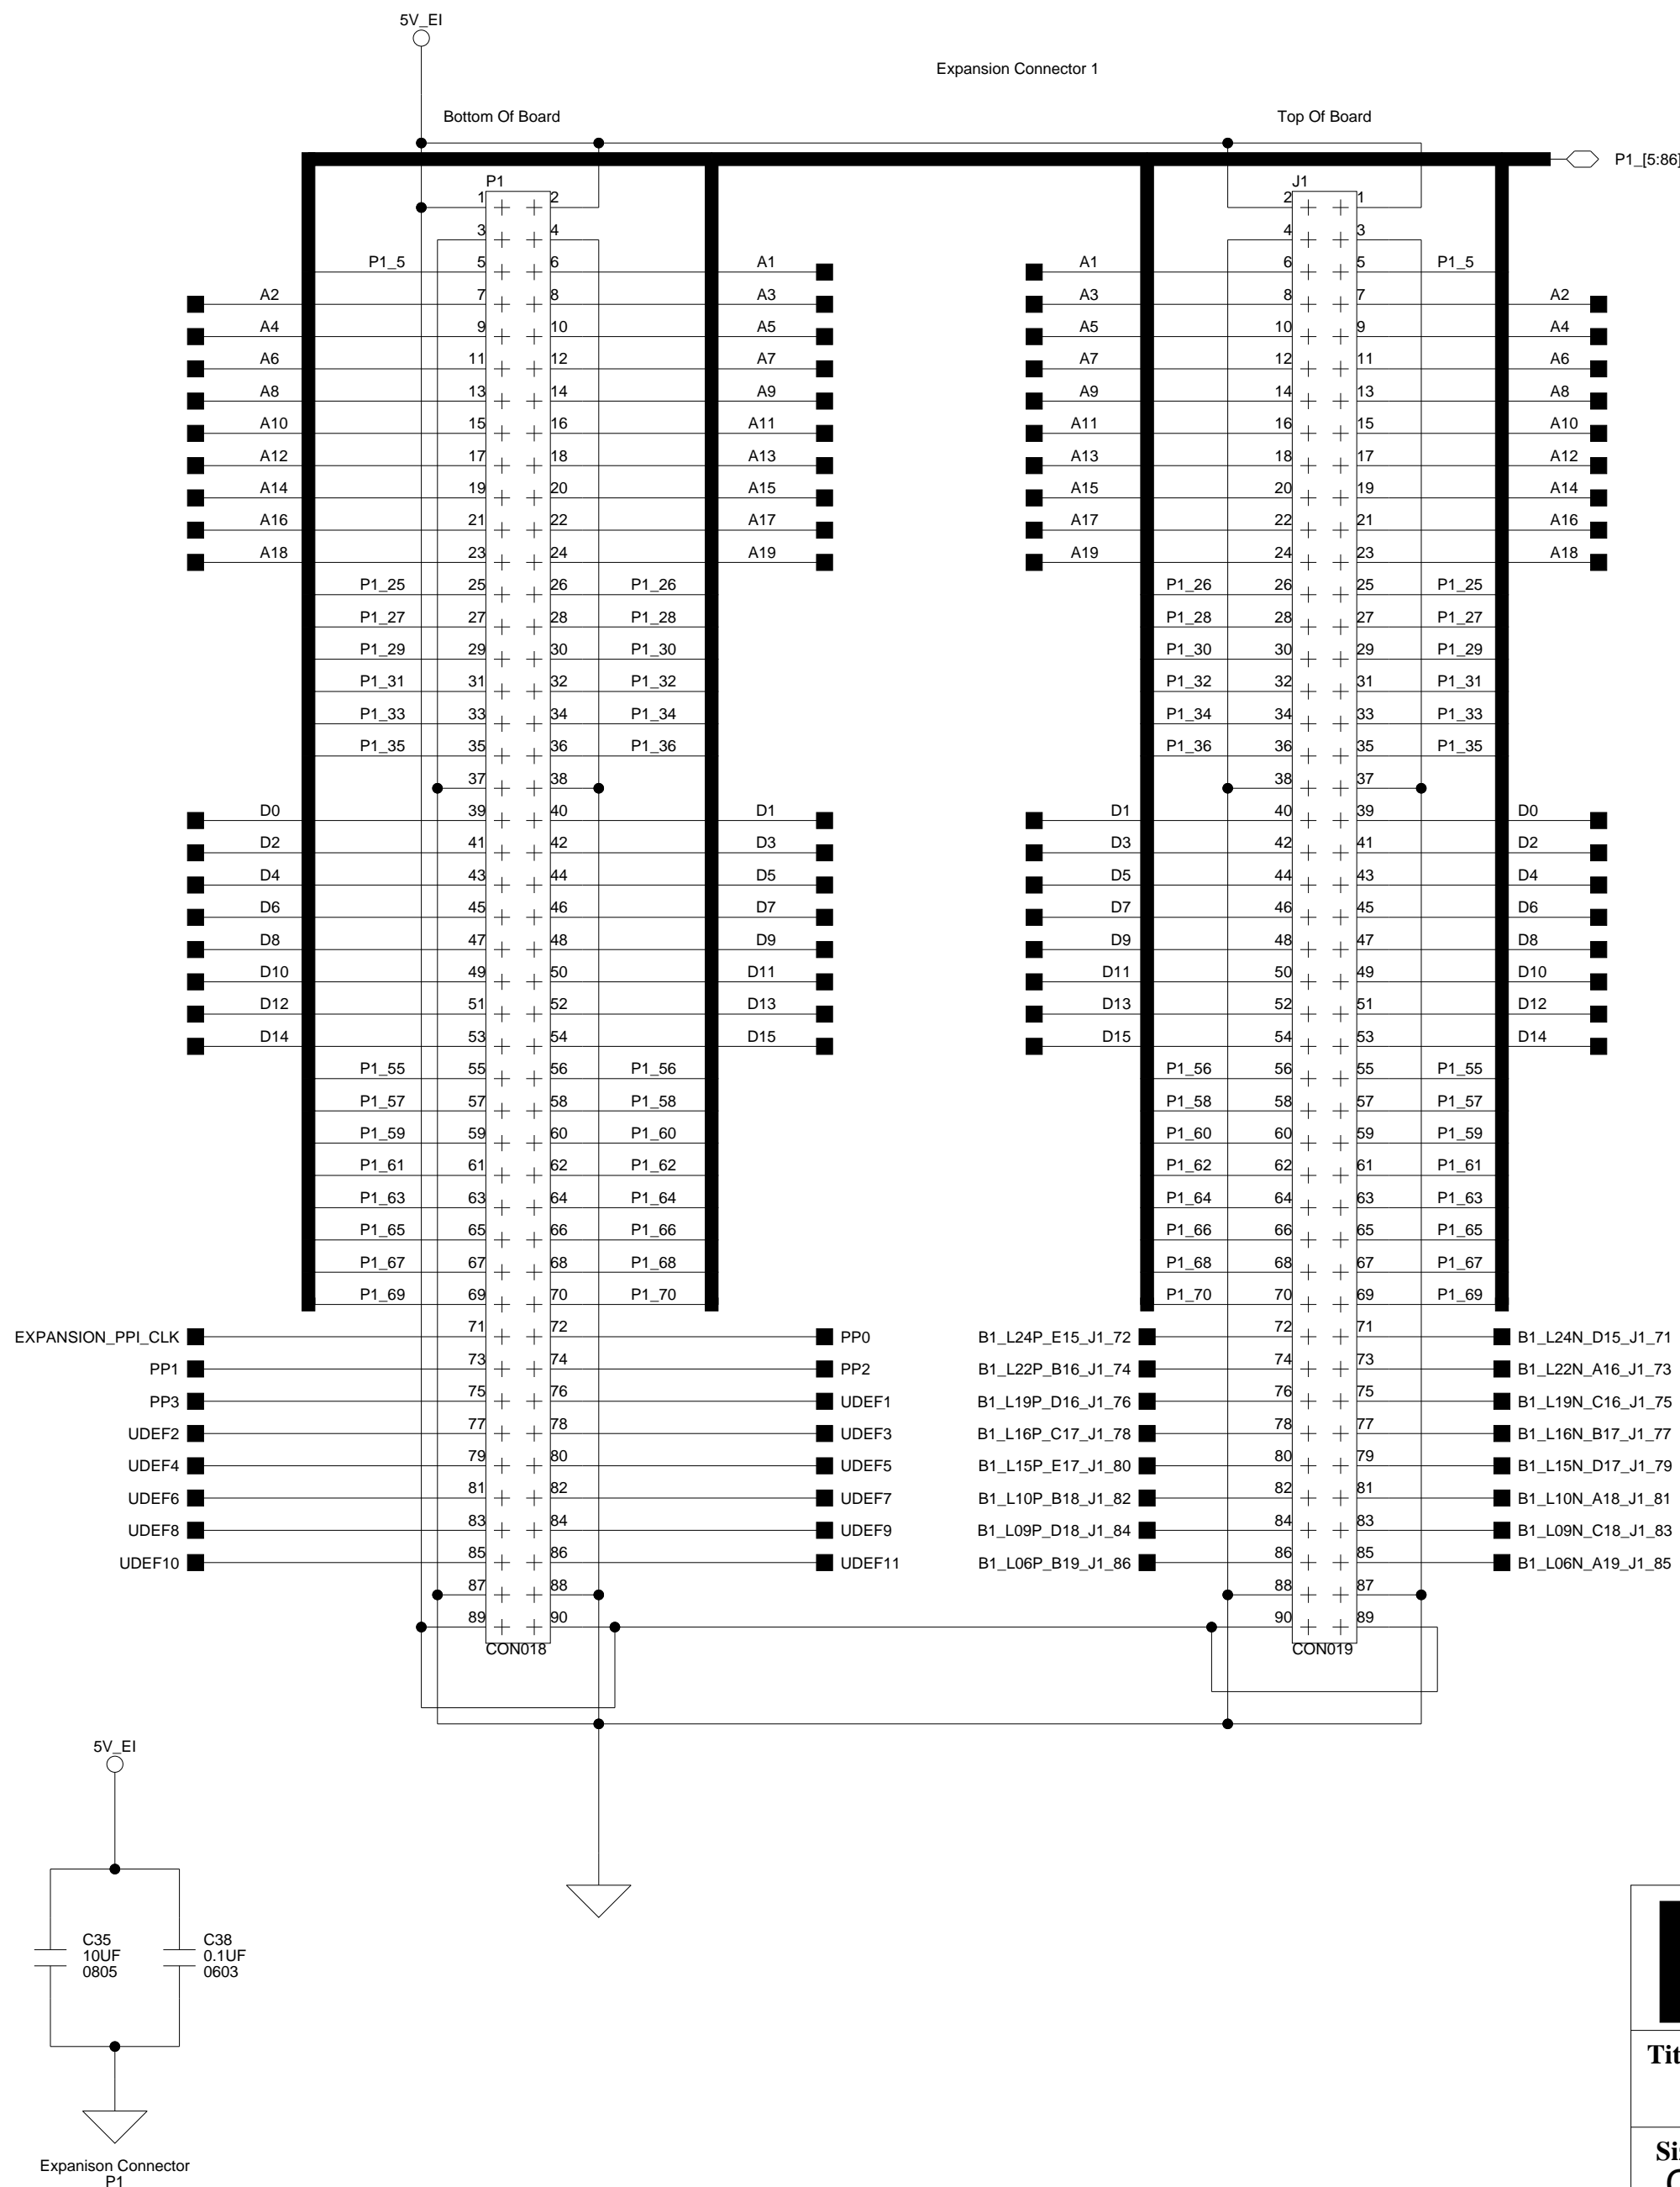 5V_EI
Expansion Connector 1
Bottom Of Board Top Of Board
P1_[5:86]
P1 J1
1 2 2 1
3 4 4 3
P1_5 5 6 A1 A1 6 5 P1_5
A2 7 8 A3 A3 8 7 A2
A4 9 10 A5 A5 10 9 A4
A6 11 12 A7 A7 12 11 A6
A8 13 14 A9 A9 14 13 A8
A10 15 16 A11 A11 16 15 A10
A12 17 18 A13 A13 18 17 A12
A14 19 20 A15 A15 20 19 A14
A16 21 22 A17 A17 22 21 A16
A18 23 24 A19 A19 24 23 A18
P1_25 25 26 P1_26 P1_26 26 25 P1_25
P1_27 27 28 P1_28 P1_28 28 27 P1_27
P1_29 29 30 P1_30 P1_30 30 29 P1_29
P1_31 31 32 P1_32 P1_32 32 31 P1_31
P1_33 33 34 P1_34 P1_34 34 33 P1_33
P1_35 35 36 P1_36 P1_36 36 35 P1_35
37 38 38 37
D0 39 40 D1 D1 40 39 D0
D2 41 42 D3 D3 42 41 D2
D4 43 44 D5 D5 44 43 D4
D6 45 46 D7 D7 46 45 D6
D8 47 48 D9 D9 48 47 D8
D10 49 50 D11 D11 50 49 D10
D12 51 52 D13 D13 52 51 D12
D14 53 54 D15 D15 54 53 D14
P1_55 55 56 P1_56 P1_56 56 55 P1_55
P1_57 57 58 P1_58 P1_58 58 57 P1_57
P1_59 59 60 P1_60 P1_60 60 59 P1_59
P1_61 61 62 P1_62 P1_62 62 61 P1_61
P1_63 63 64 P1_64 P1_64 64 63 P1_63
P1_65 65 66 P1_66 P1_66 66 65 P1_65
P1_67 67 68 P1_68 P1_68 68 67 P1_67
P1_69 69 70 P1_70 P1_70 70 69 P1_69
EXPANSION_PPI_CLK 71 72 PP0 B1_L24P_E15_J1_72 72 71 B1_L24N_D15_J1_71
PP1 73 74 PP2 B1_L22P_B16_J1_74 74 73 B1_L22N_A16_J1_73
PP3 75 76 UDEF1 B1_L19P_D16_J1_76 76 75 B1_L19N_C16_J1_75
UDEF2 77 78 UDEF3 B1_L16P_C17_J1_78 78 77 B1_L16N_B17_J1_77
UDEF4 79 80 UDEF5 B1_L15P_E17_J1_80 80 79 B1_L15N_D17_J1_79
UDEF6 81 82 UDEF7 B1_L10P_B18_J1_82 82 81 B1_L10N_A18_J1_81
UDEF8 83 84 UDEF9 B1_L09P_D18_J1_84 84 83 B1_L09N_C18_J1_83
UDEF10 85 86 UDEF11 B1_L06P_B19_J1_86 86 85 B1_L06N_A19_J1_85
87 88 88 87
89 90 90 89
CON018 CON019
5V_EI
C35
10UF
0805
C38
0.1UF
0603
Expanison Connector
P1